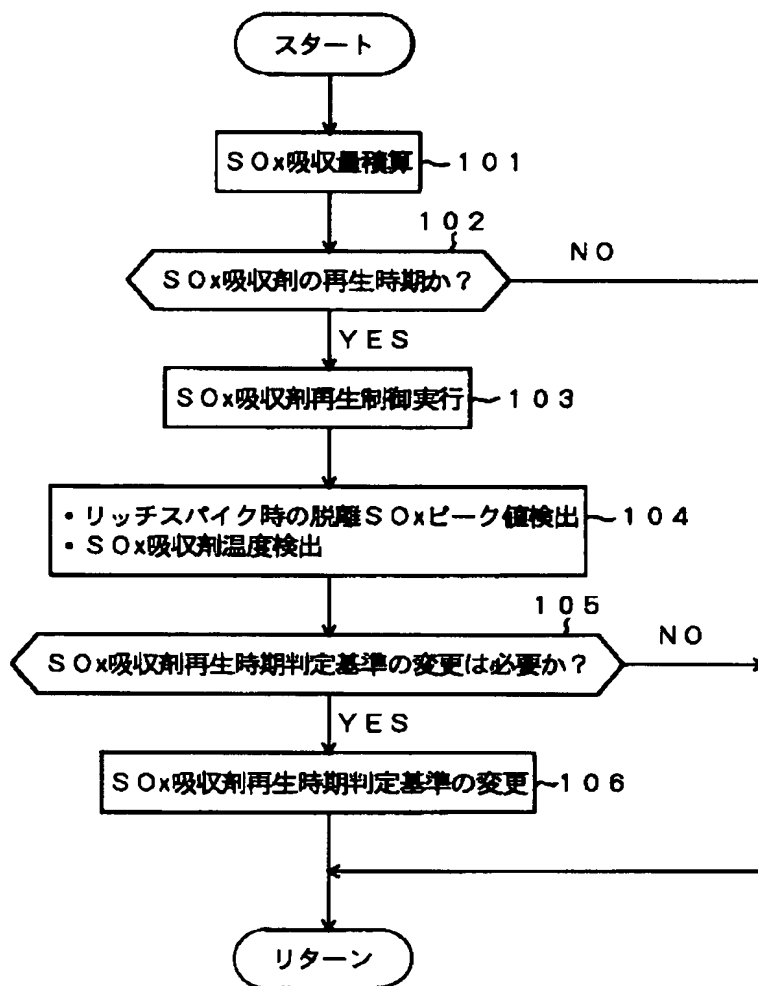 スタート
SOx吸収量積算 101
102
SOx吸収剤の再生時期か? NO
YES
SOx吸収剤再生制御実行 103
・リッチスパイク時の脱離SOxピーク値検出 104
・SOx吸収剤温度検出
105
SOx吸収剤再生時期判定基準の変更は必要か? NO
YES
SOx吸収剤再生時期判定基準の変更 106
リターン